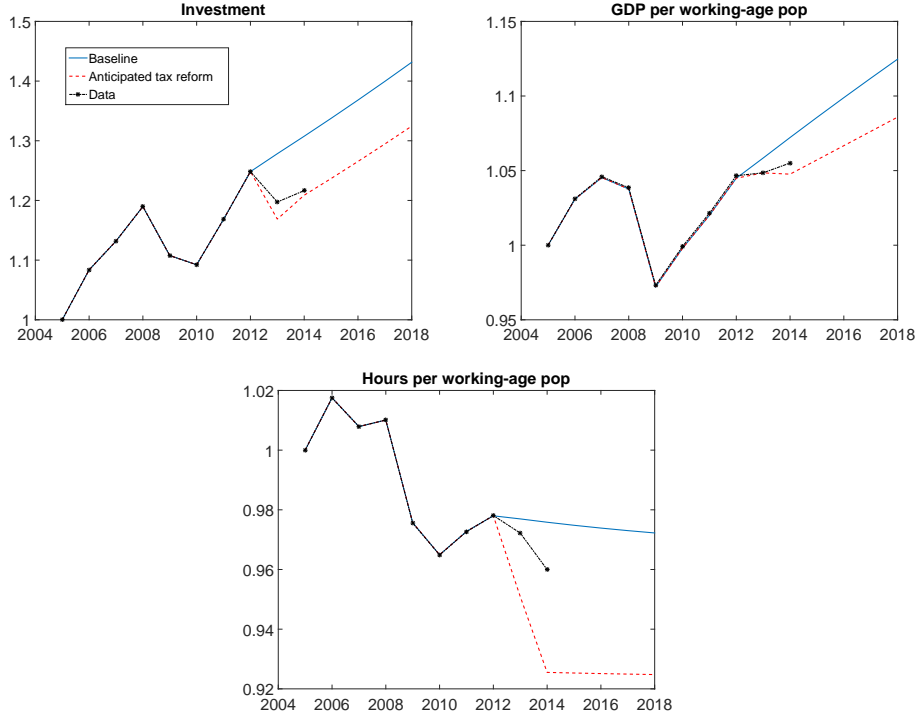 Investment
1.5
1.4
1.3
1.2
1.1
1
2004 2006 2008 2010 2012 2014 2016 2018
Baseline
Anticipated tax reform
Data
GDP per working-age pop
1.15
1.1
1.05
1
0.95
2004 2006 2008 2010 2012 2014 2016 2018
Hours per working-age pop
1.02
1
0.98
0.96
0.94
0.92
2004 2006 2008 2010 2012 2014 2016 2018